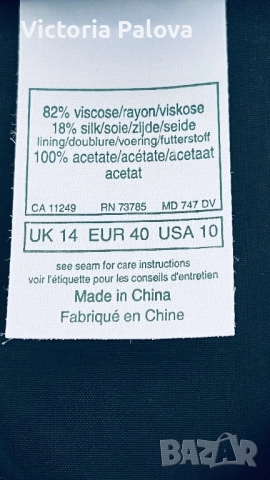 Victoria Palova
82% viscose/rayon/viskose
18% silk/soie/zijde/seide
lining/doublure/voering/futterstoff
100% acetate/acétate/acetaat
acetat
CA 11249 RN 73785 MD 747 DV
UK 14 EUR 40 USA 10
see seam for care instructions
voir l'étiquette pour les conseils d'entretien
Made in China
Fabriqué en Chine
BAZAR